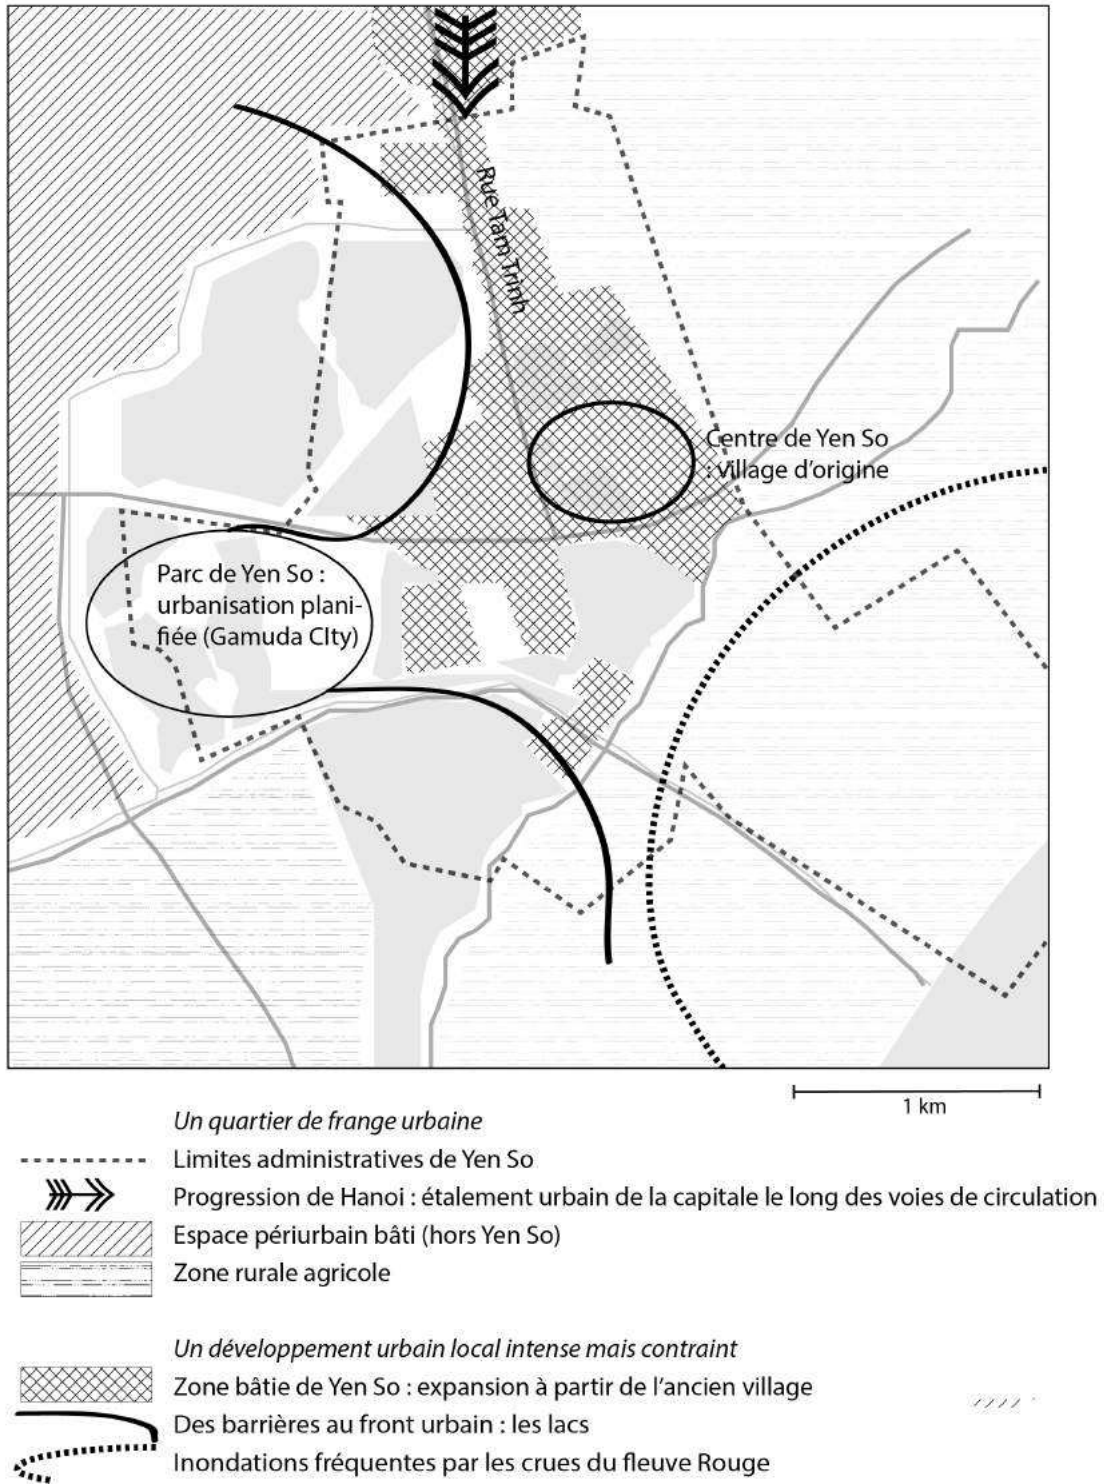 Rue Tam Trinh
Centre de Yen So
: village d'origine
Parc de Yen So :
urbanisation plani-
fiée (Gamuda CIty)
1 km
Un quartier de frange urbaine
Limites administratives de Yen So
Progression de Hanoi : étalement urbain de la capitale le long des voies de circulation
Espace périurbain bâti (hors Yen So)
Zone rurale agricole
Un développement urbain local intense mais contraint
Zone bâtie de Yen So : expansion à partir de l'ancien village
Des barrières au front urbain : les lacs
Inondations fréquentes par les crues du fleuve Rouge